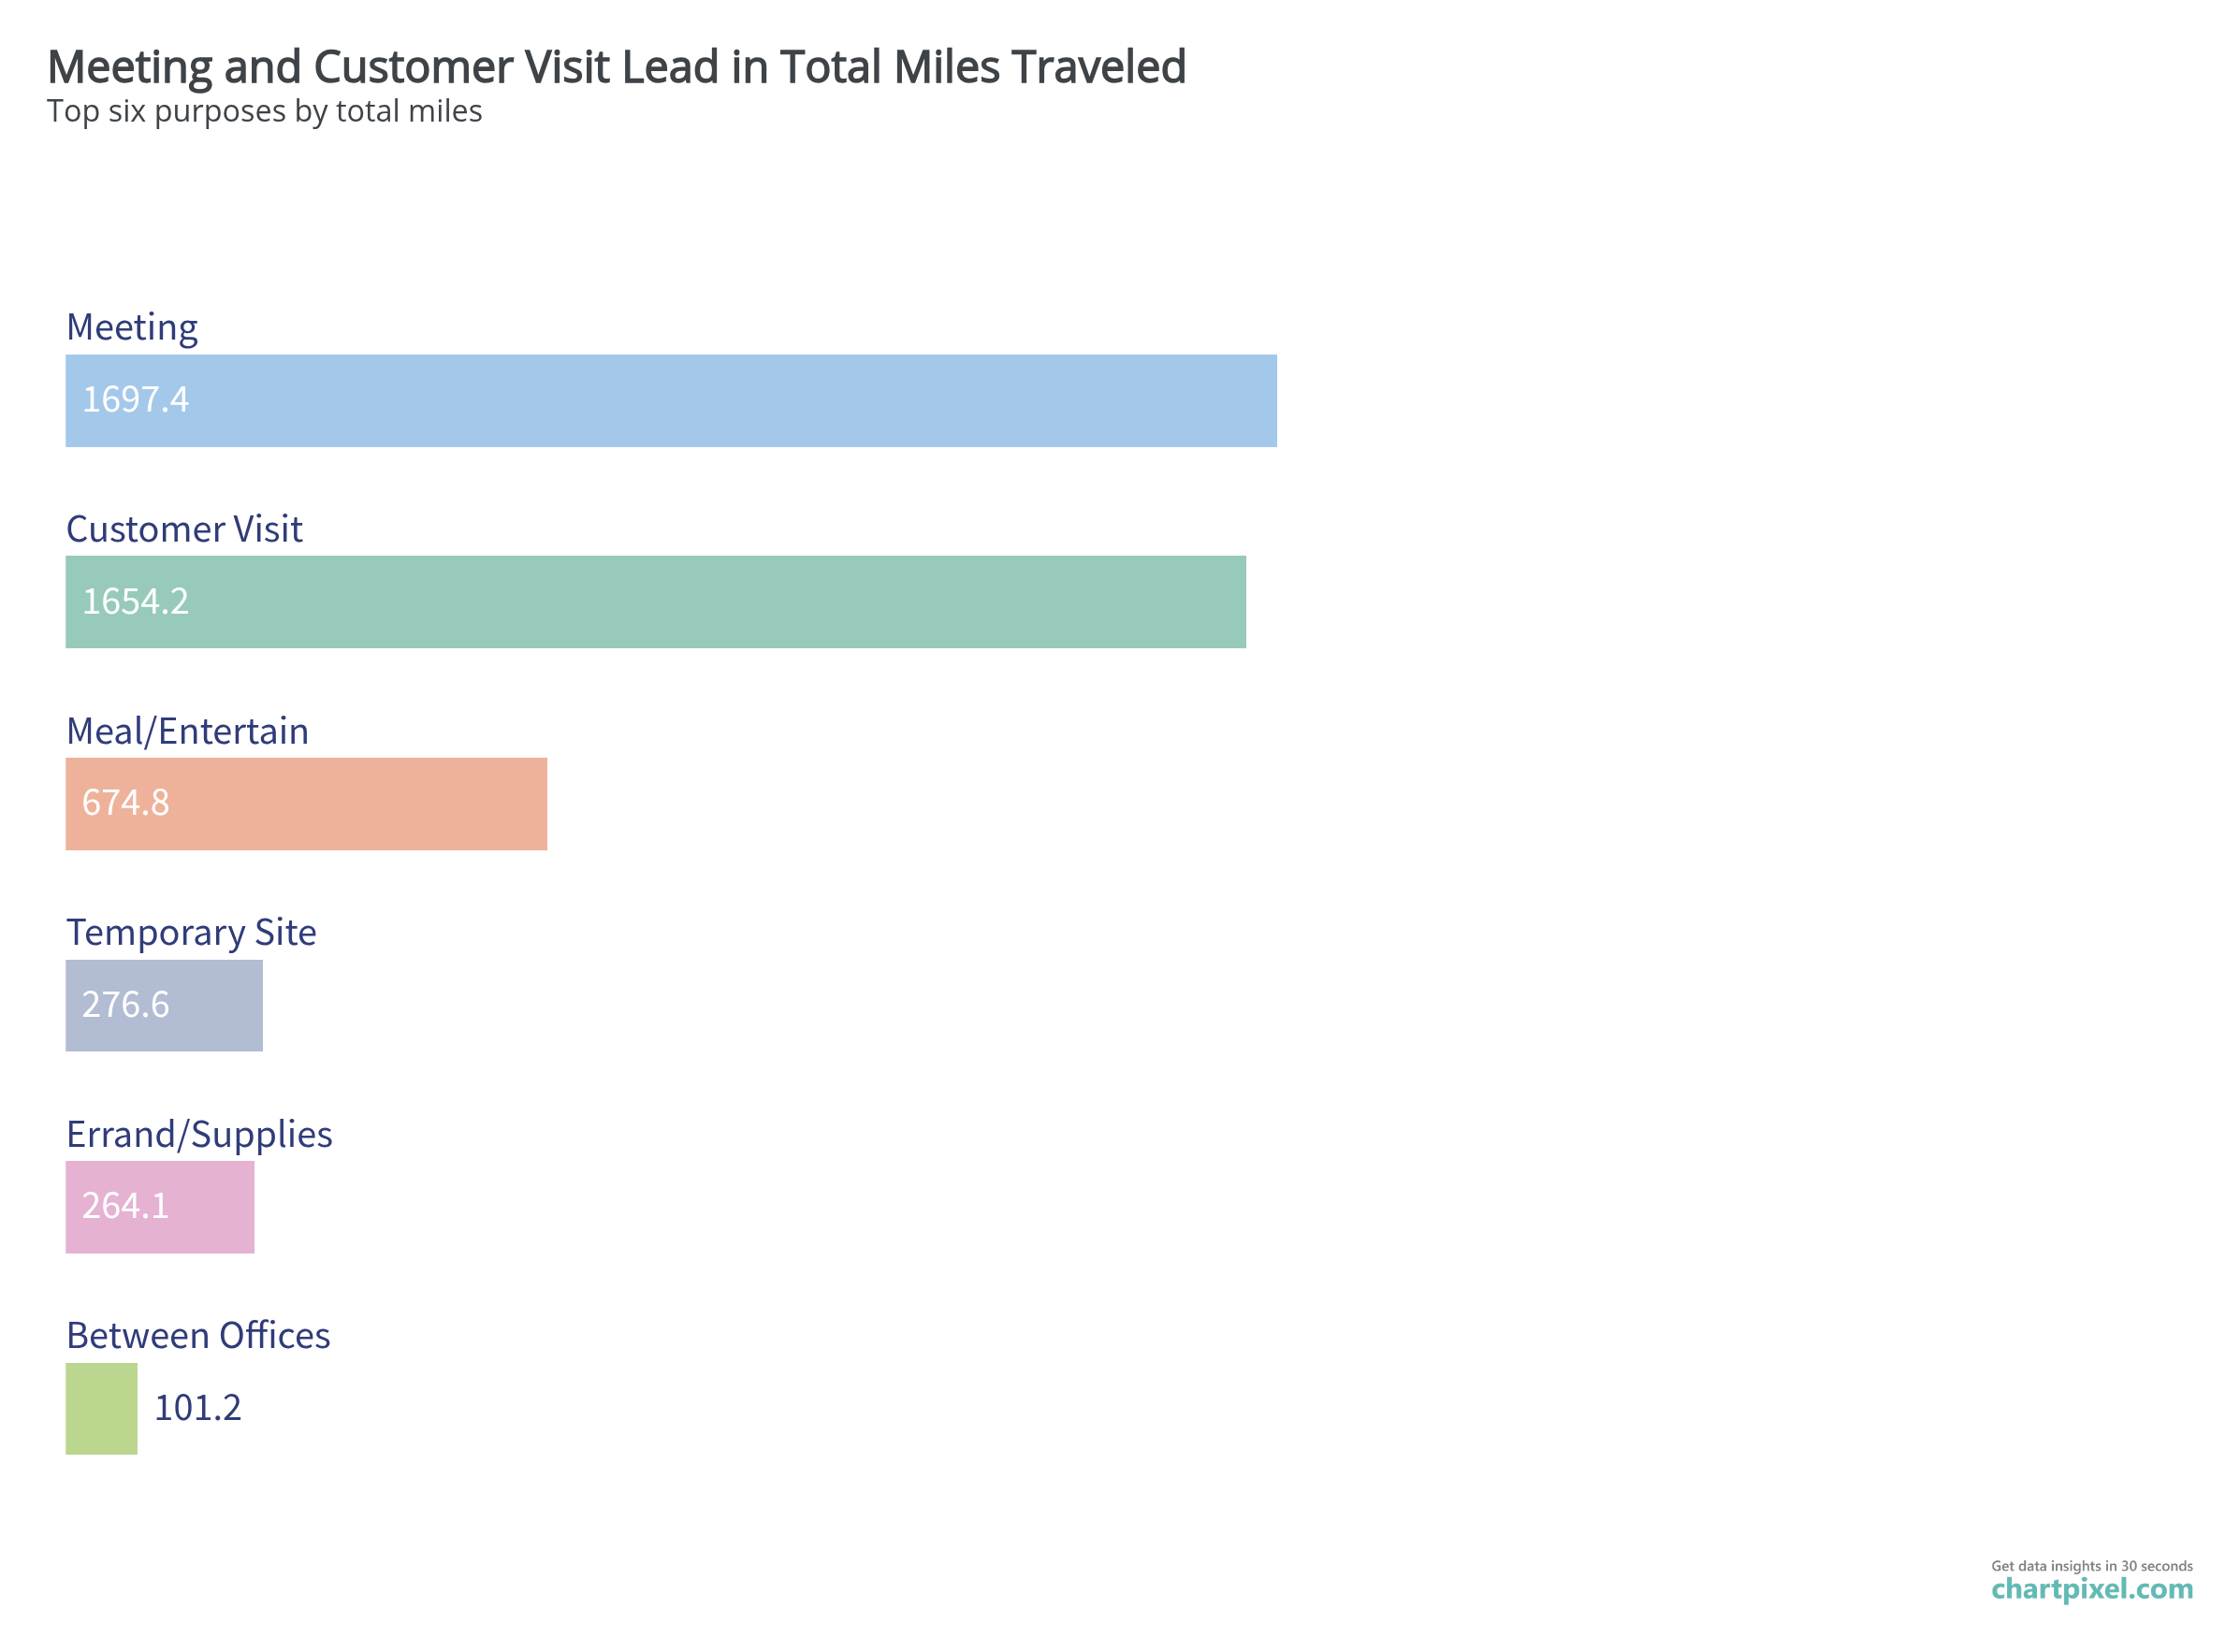 Meeting and Customer Visit Lead in Total Miles Traveled
Top six purposes by total miles
Meeting
1697.4
Customer Visit
1654.2
Meal/Entertain
674.8
Temporary Site
276.6
Errand/Supplies
264.1
Between Offices
101.2
Get data insights in 30 seconds
chartpixel.com